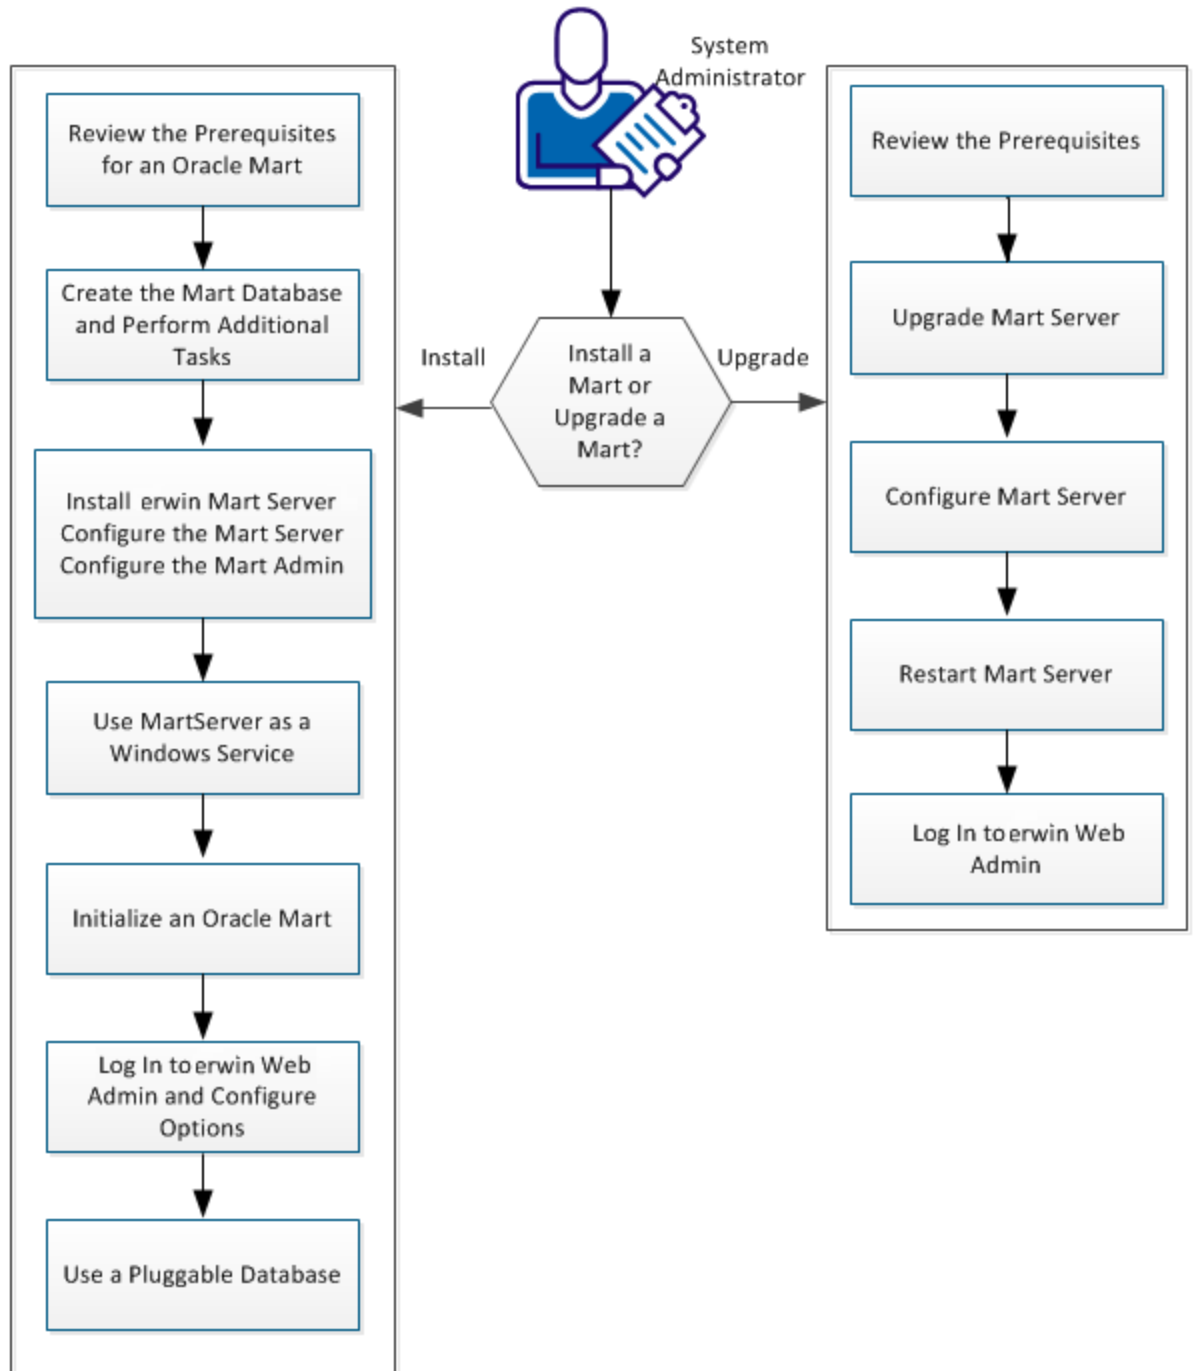 System
Administrator
Install a
Mart or
Upgrade a
Mart?
Install
Upgrade
Review the Prerequisites
for an Oracle Mart
Create the Mart Database
and Perform Additional
Tasks
Install erwin Mart Server
Configure the Mart Server
Configure the Mart Admin
Use MartServer as a
Windows Service
Initialize an Oracle Mart
Log In to erwin Web
Admin and Configure
Options
Use a Pluggable Database
Review the Prerequisites
Upgrade Mart Server
Configure Mart Server
Restart Mart Server
Log In to erwin Web
Admin